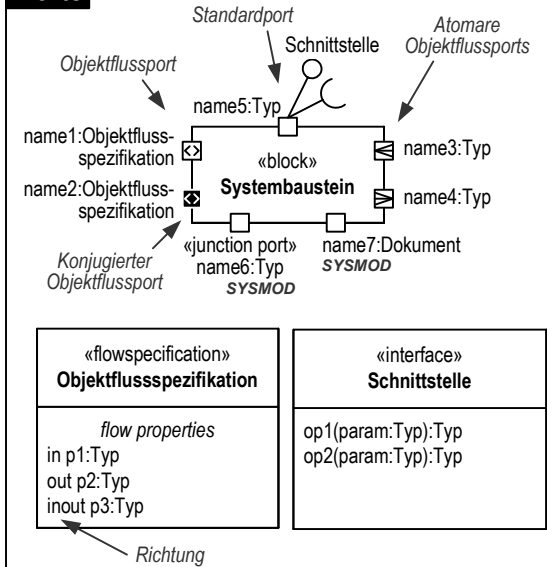 Standardport
Atomare
Objektflussports
Schnittstelle
Objektflussport
name5:Typ
name1:Objektfluss-
spezifikation
name3:Typ
«block»
Systembaustein
name2:Objektfluss-
spezifikation
name4:Typ
«junction port»
name6:Typ
SYSMOD
name7:Dokument
SYSMOD
Konjugierter
Objektflussport
«flowspecification»
Objektflussspezifikation
flow properties
in p1:Typ
out p2:Typ
inout p3:Typ
«interface»
Schnittstelle
op1(param:Typ):Typ
op2(param:Typ):Typ
Richtung